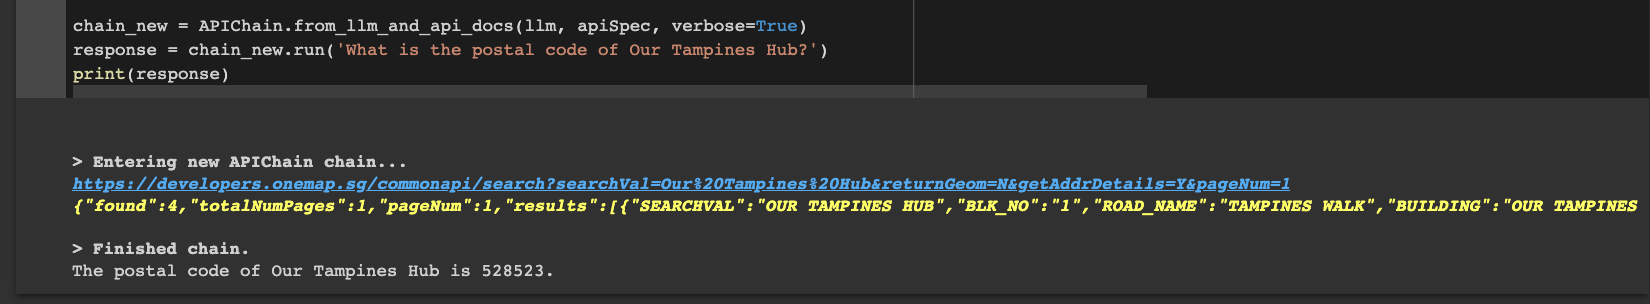 chain_new = APIChain.from_llm_and_api_docs(llm, apiSpec, verbose=True)
response = chain_new.run('What is the postal code of Our Tampines Hub?')
print(response)
> Entering new APIChain chain...
https://developers.onemap.sg/commonapi/search?searchVal=Our%20Tampines%20Hub&returnGeom=N&getAddrDetails=Y&pageNum=1
{"found":4,"totalNumPages":1,"pageNum":1,"results":[{"SEARCHVAL":"OUR TAMPINES HUB","BLK_NO":"1","ROAD_NAME":"TAMPINES WALK","BUILDING":"OUR TAMPINES
> Finished chain.
The postal code of Our Tampines Hub is 528523.